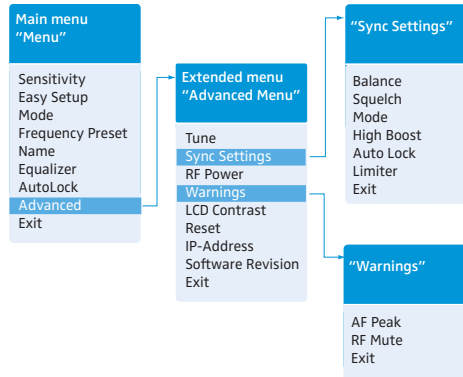 Main menu
"Menu"
Sensitivity
Easy Setup
Mode
Frequency Preset
Name
Equalizer
AutoLock
Advanced
Exit
Extended menu
"Advanced Menu"
Tune
Sync Settings
RF Power
Warnings
LCD Contrast
Reset
IP-Address
Software Revision
Exit
"Sync Settings"
Balance
Squelch
Mode
High Boost
Auto Lock
Limiter
Exit
"Warnings"
AF Peak
RF Mute
Exit